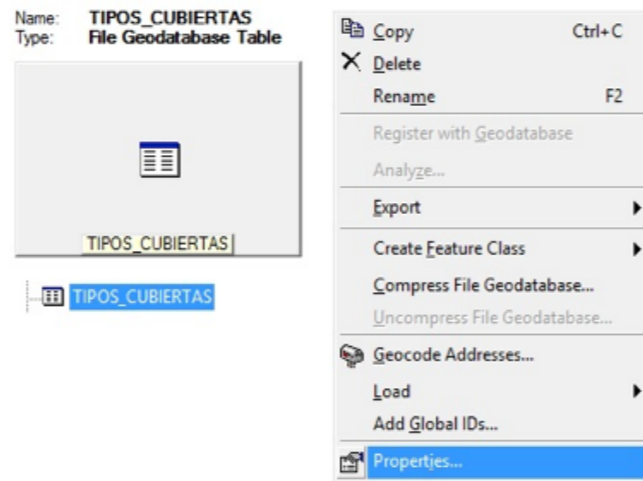 Name: TIPOS_CUBIERTAS
Type: File Geodatabase Table
TIPOS_CUBIERTAS
TIPOS_CUBIERTAS
Copy Ctrl+C
Delete
Rename F2
Register with Geodatabase
Analyze...
Export
Create Feature Class
Compress File Geodatabase...
Uncompress File Geodatabase...
Geocode Addresses...
Load
Add Global IDs...
Properties...